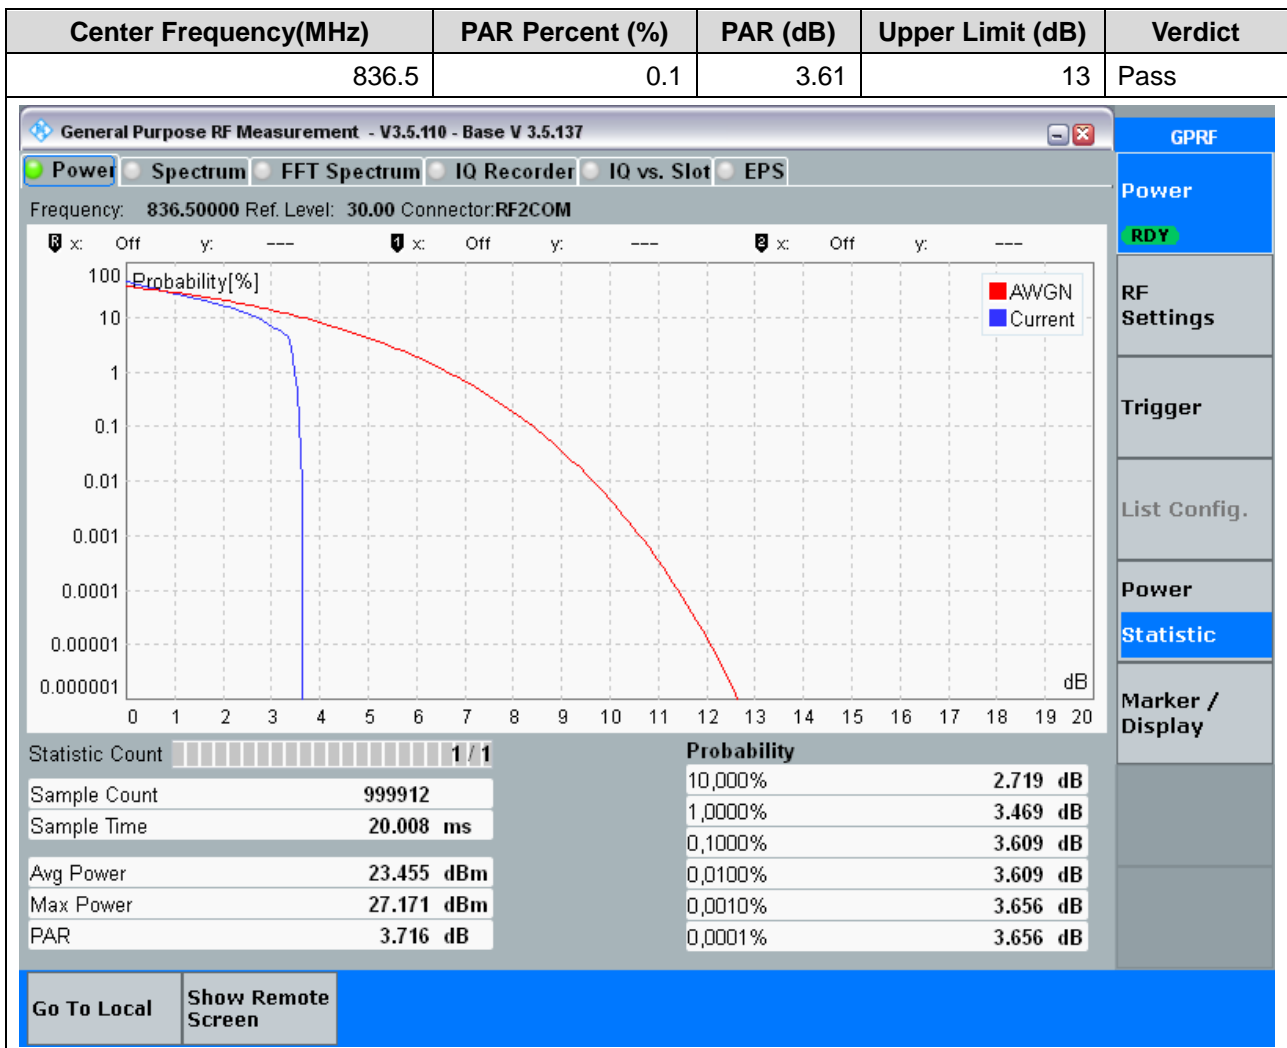 Center Frequency(MHz) PAR Percent (%) PAR (dB) Upper Limit (dB) Verdict
836.5 0.1 3.61 13 Pass
General Purpose RF Measurement - V3.5.110 - Base V 3.5.137
GPRF
Power Spectrum FFT Spectrum IQ Recorder IQ vs. Slot EPS
Power
RDY
Frequency: 836.50000 Ref. Level: 30.00 Connector:RF2COM
R x: Off y: --- 1 x: Off y: --- 2 x: Off y: ---
Probability[%]
AWGN
Current
100
10
1
0.1
0.01
0.001
0.0001
0.00001
0.000001
dB
0 1 2 3 4 5 6 7 8 9 10 11 12 13 14 15 16 17 18 19 20
RF
Settings
Trigger
List Config.
Power
Statistic
Marker /
Display
Statistic Count 1 / 1
Sample Count 999912
Sample Time 20.008 ms
Avg Power 23.455 dBm
Max Power 27.171 dBm
PAR 3.716 dB
Probability
10,000% 2.719 dB
1,0000% 3.469 dB
0,1000% 3.609 dB
0,0100% 3.609 dB
0,0010% 3.656 dB
0,0001% 3.656 dB
Go To Local
Show Remote
Screen